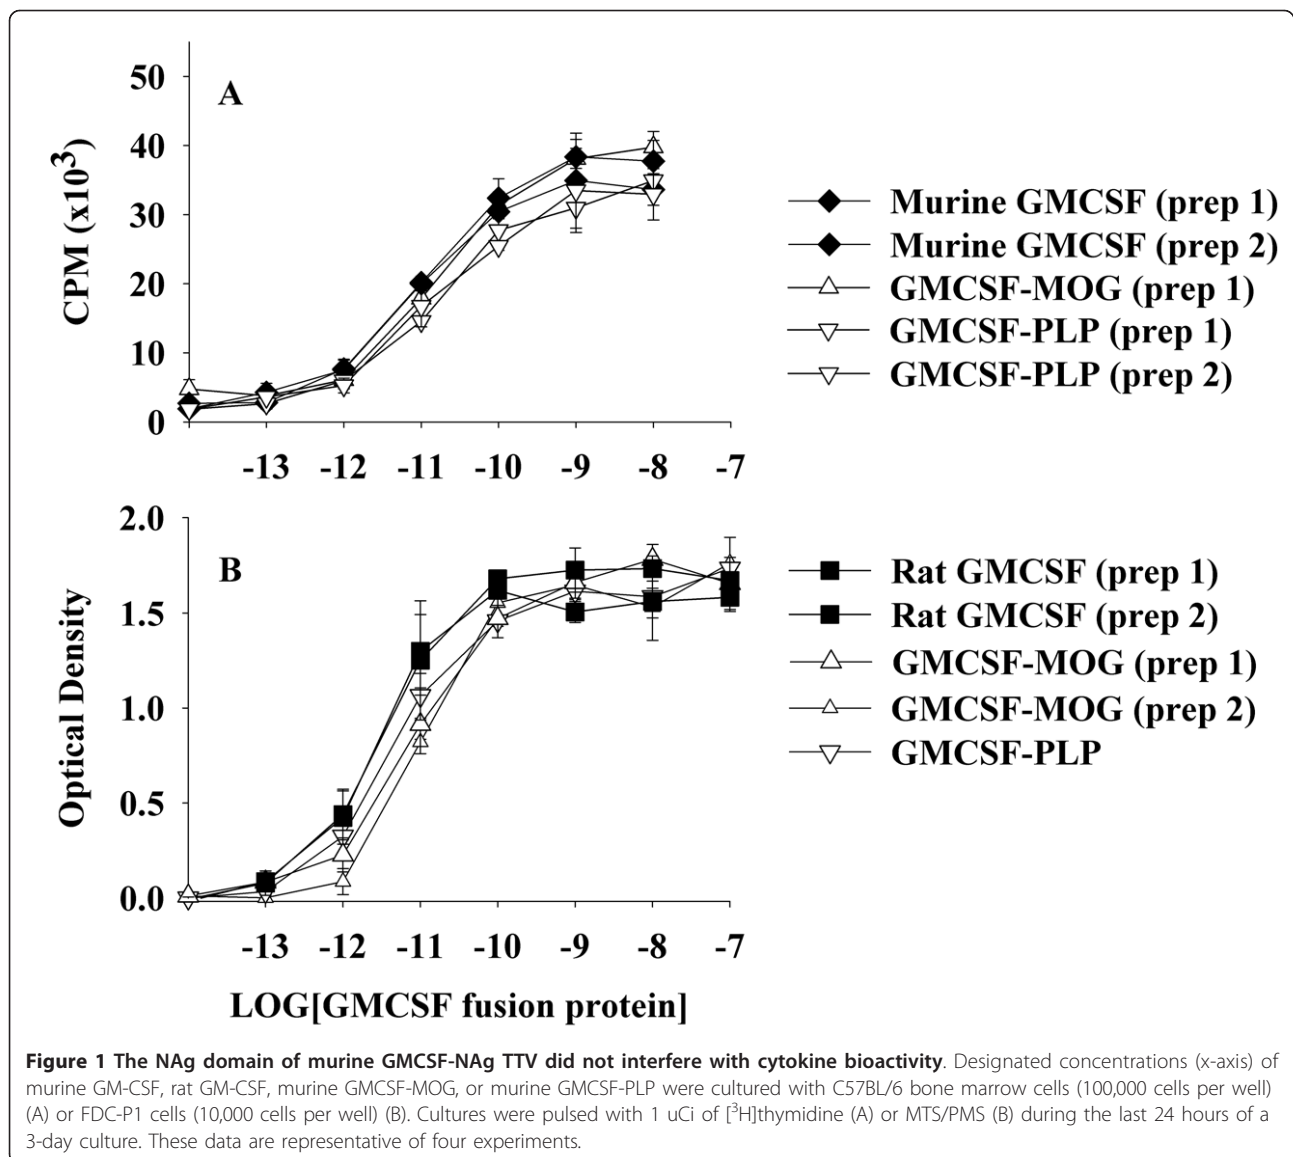 A
50
40
30
20
10
0
CPM (x10³)
-13 -12 -11 -10 -9 -8 -7
Murine GMCSF (prep 1)
Murine GMCSF (prep 2)
GMCSF-MOG (prep 1)
GMCSF-PLP (prep 1)
GMCSF-PLP (prep 2)
B
2.0
1.5
1.0
0.5
0.0
Optical Density
-13 -12 -11 -10 -9 -8 -7
LOG[GMCSF fusion protein]
Rat GMCSF (prep 1)
Rat GMCSF (prep 2)
GMCSF-MOG (prep 1)
GMCSF-MOG (prep 2)
GMCSF-PLP
Figure 1 The NAg domain of murine GMCSF-NAg TTV did not interfere with cytokine bioactivity. Designated concentrations (x-axis) of
murine GM-CSF, rat GM-CSF, murine GMCSF-MOG, or murine GMCSF-PLP were cultured with C57BL/6 bone marrow cells (100,000 cells per well)
(A) or FDC-P1 cells (10,000 cells per well) (B). Cultures were pulsed with 1 uCi of [³H]thymidine (A) or MTS/PMS (B) during the last 24 hours of a
3-day culture. These data are representative of four experiments.